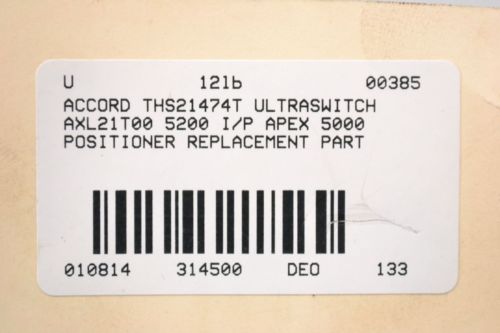 U 12lb 00385
ACCORD THS21474T ULTRASWITCH
AXL21T00 5200 I/P APEX 5000
POSITIONER REPLACEMENT PART
010814 314500 DEO 133